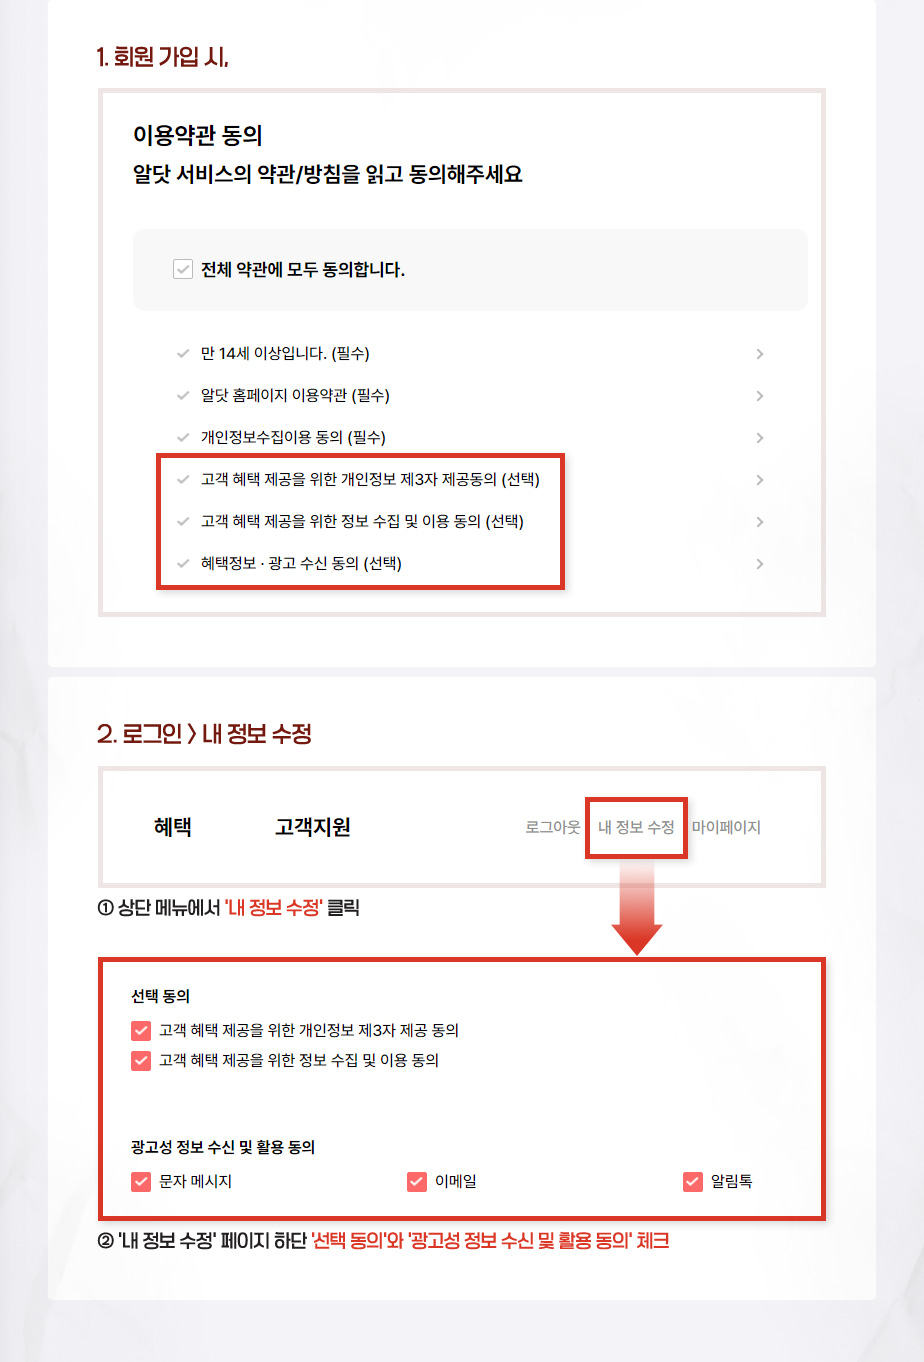 1. 회원 가입 시,
이용약관 동의
알닷 서비스의 약관/방침을 읽고 동의해주세요
전체 약관에 모두 동의합니다.
만 14세 이상입니다. (필수)
알닷 홈페이지 이용약관 (필수)
개인정보수집이용 동의 (필수)
고객 혜택 제공을 위한 개인정보 제3자 제공동의 (선택)
고객 혜택 제공을 위한 정보 수집 및 이용 동의 (선택)
혜택정보 · 광고 수신 동의 (선택)
2. 로그인 > 내 정보 수정
혜택 고객지원 로그아웃 내 정보 수정 마이페이지
① 상단 메뉴에서 '내 정보 수정' 클릭
선택 동의
고객 혜택 제공을 위한 개인정보 제3자 제공 동의
고객 혜택 제공을 위한 정보 수집 및 이용 동의
광고성 정보 수신 및 활용 동의
문자 메시지 이메일 알림톡
② '내 정보 수정' 페이지 하단 '선택 동의'와 '광고성 정보 수신 및 활용 동의' 체크